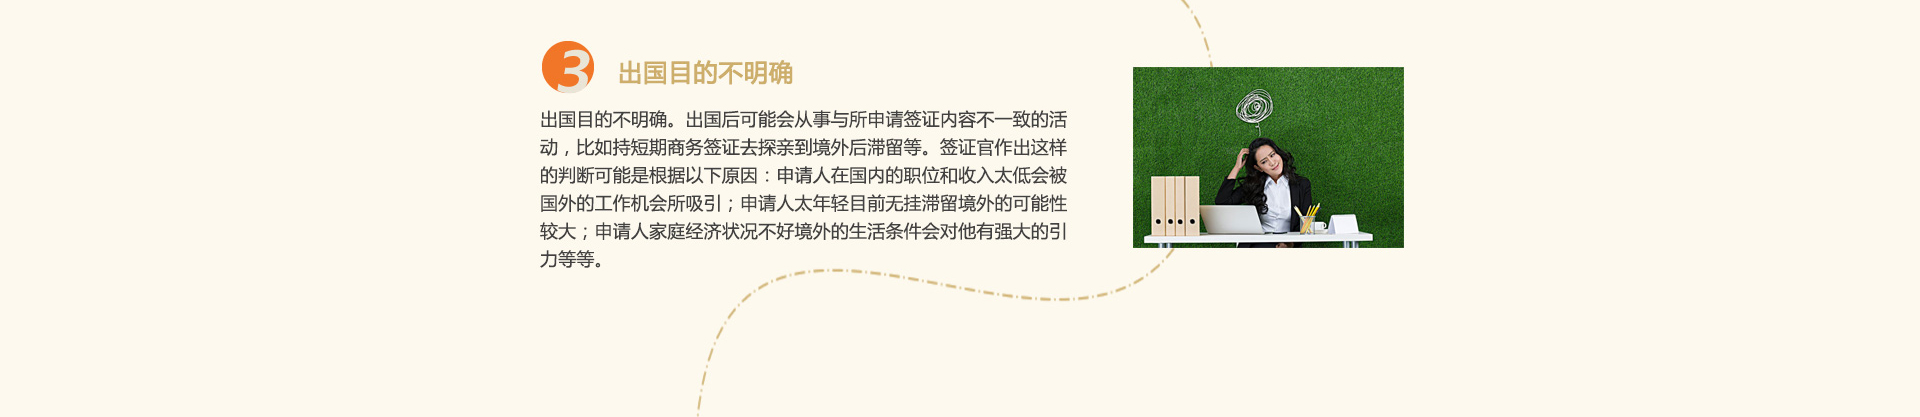 3
出国目的不明确
出国目的不明确。出国后可能会从事与所申请签证内容不一致的活
动，比如持短期商务签证去探亲到境外后滞留等。签证官作出这样
的判断可能是根据以下原因：申请人在国内的职位和收入太低会被
国外的工作机会所吸引；申请人太年轻目前无挂滞留境外的可能性
较大；申请人家庭经济状况不好境外的生活条件会对他有强大的引
力等等。